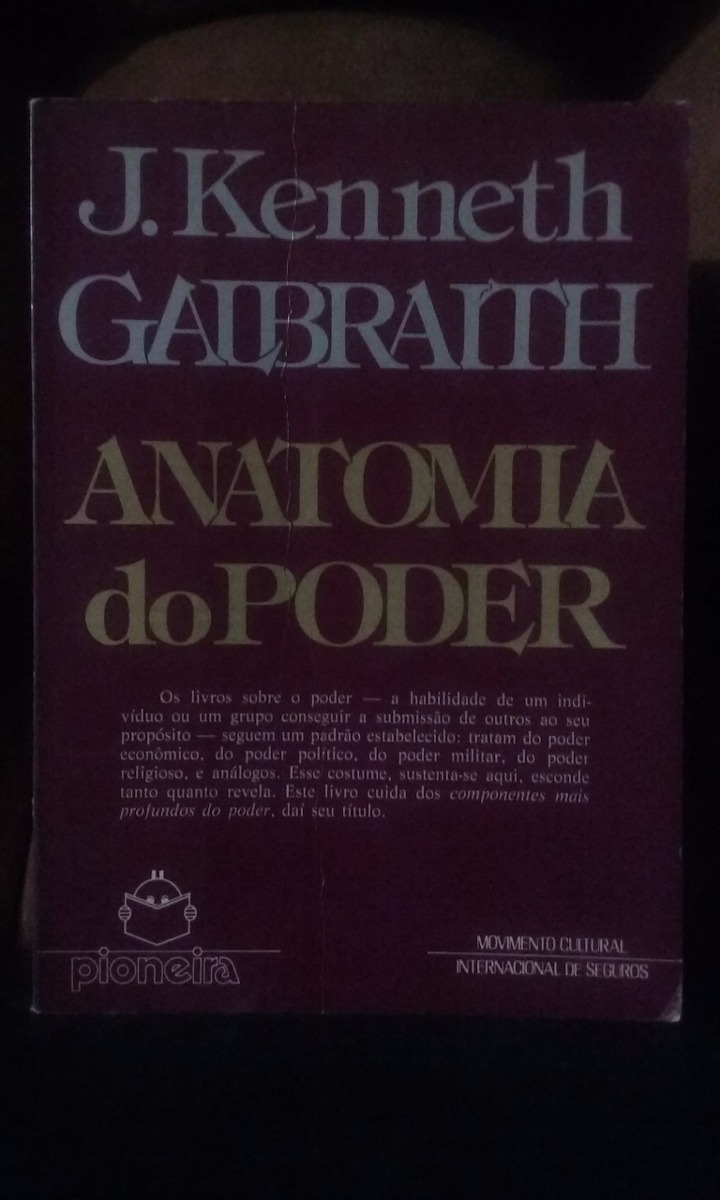 J. Kenneth
GALBRAITH
ANATOMIA
do PODER
Os livros sobre o poder — a habilidade de um indi-
víduo ou um grupo conseguir a submissão de outros ao seu
propósito — seguem um padrão estabelecido: tratam do poder
econômico, do poder político, do poder militar, do poder
religioso, e análogos. Esse costume, sustenta-se aqui, esconde
tanto quanto revela. Este livro cuida dos componentes mais
profundos do poder, daí seu título.
pioneira
MOVIMENTO CULTURAL
INTERNACIONAL DE SEGUROS